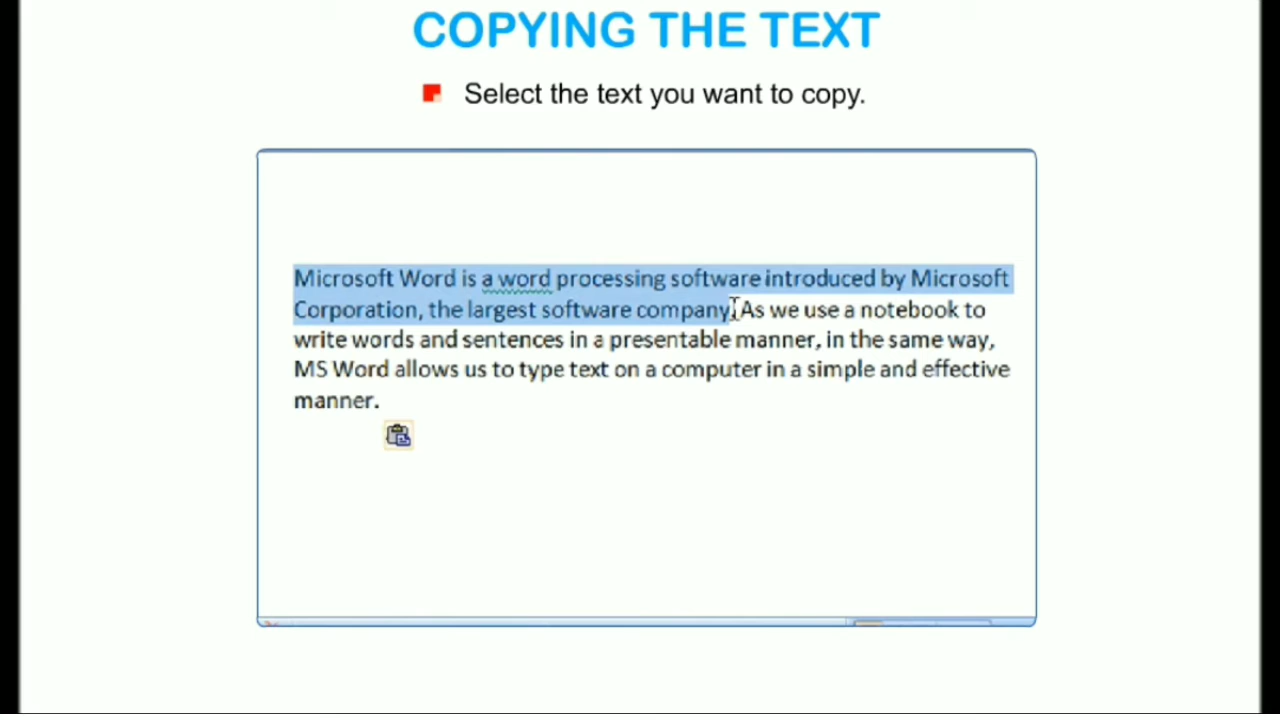 COPYING THE TEXT
Select the text you want to copy.
Microsoft Word is a word processing software introduced by Microsoft
Corporation, the largest software company. As we use a notebook to
write words and sentences in a presentable manner, in the same way,
MS Word allows us to type text on a computer in a simple and effective
manner.